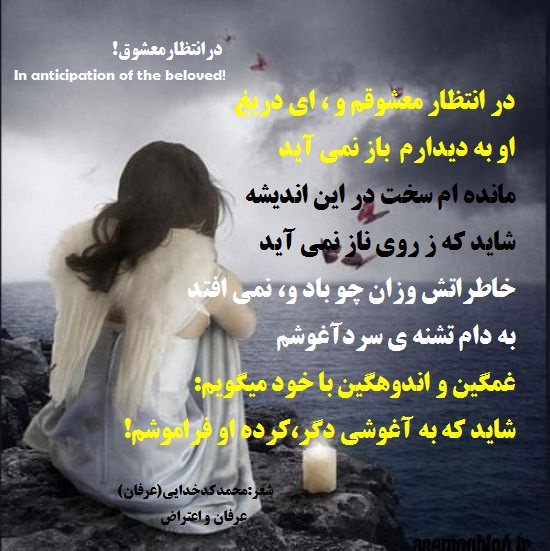 در انتظار معشوق!
In anticipation of the beloved!
در انتظار معشوقم و ، ای دریغ
او به دیدارم باز نمی آید
مانده ام سخت در این اندیشه
شاید که ز روی ناز نمی آید
خاطراتش وزان چو باد و، نمی افتد
به دام تشنه ی سردآغوشم
غمگین و اندوهگین با خود میگویم:
شاید که به آغوشی دگر،کرده او فراموشم!
شعر:محمدکدخدایی(عرفان)
عرفان و اعتراض